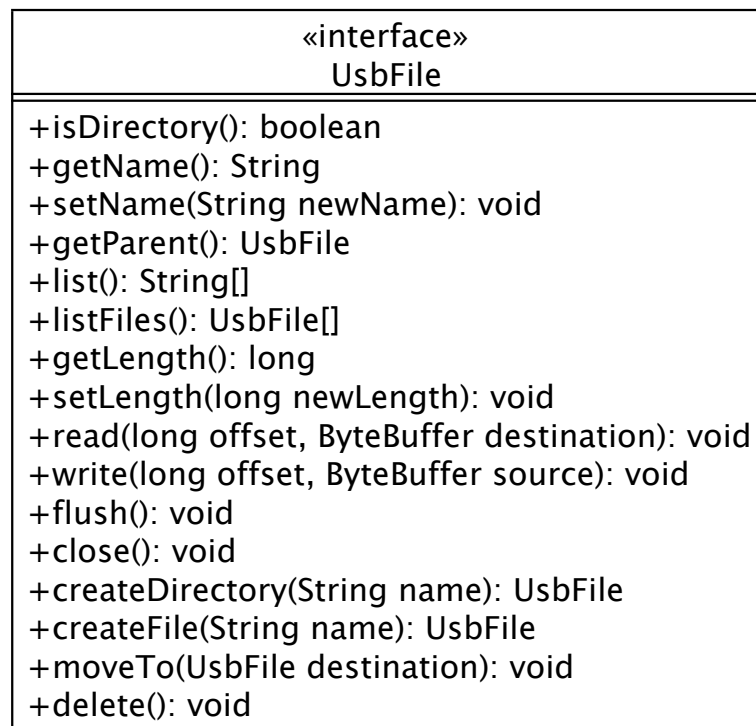 «interface»
UsbFile
+isDirectory(): boolean
+getName(): String
+setName(String newName): void
+getParent(): UsbFile
+list(): String[]
+listFiles(): UsbFile[]
+getLength(): long
+setLength(long newLength): void
+read(long offset, ByteBuffer destination): void
+write(long offset, ByteBuffer source): void
+flush(): void
+close(): void
+createDirectory(String name): UsbFile
+createFile(String name): UsbFile
+moveTo(UsbFile destination): void
+delete(): void